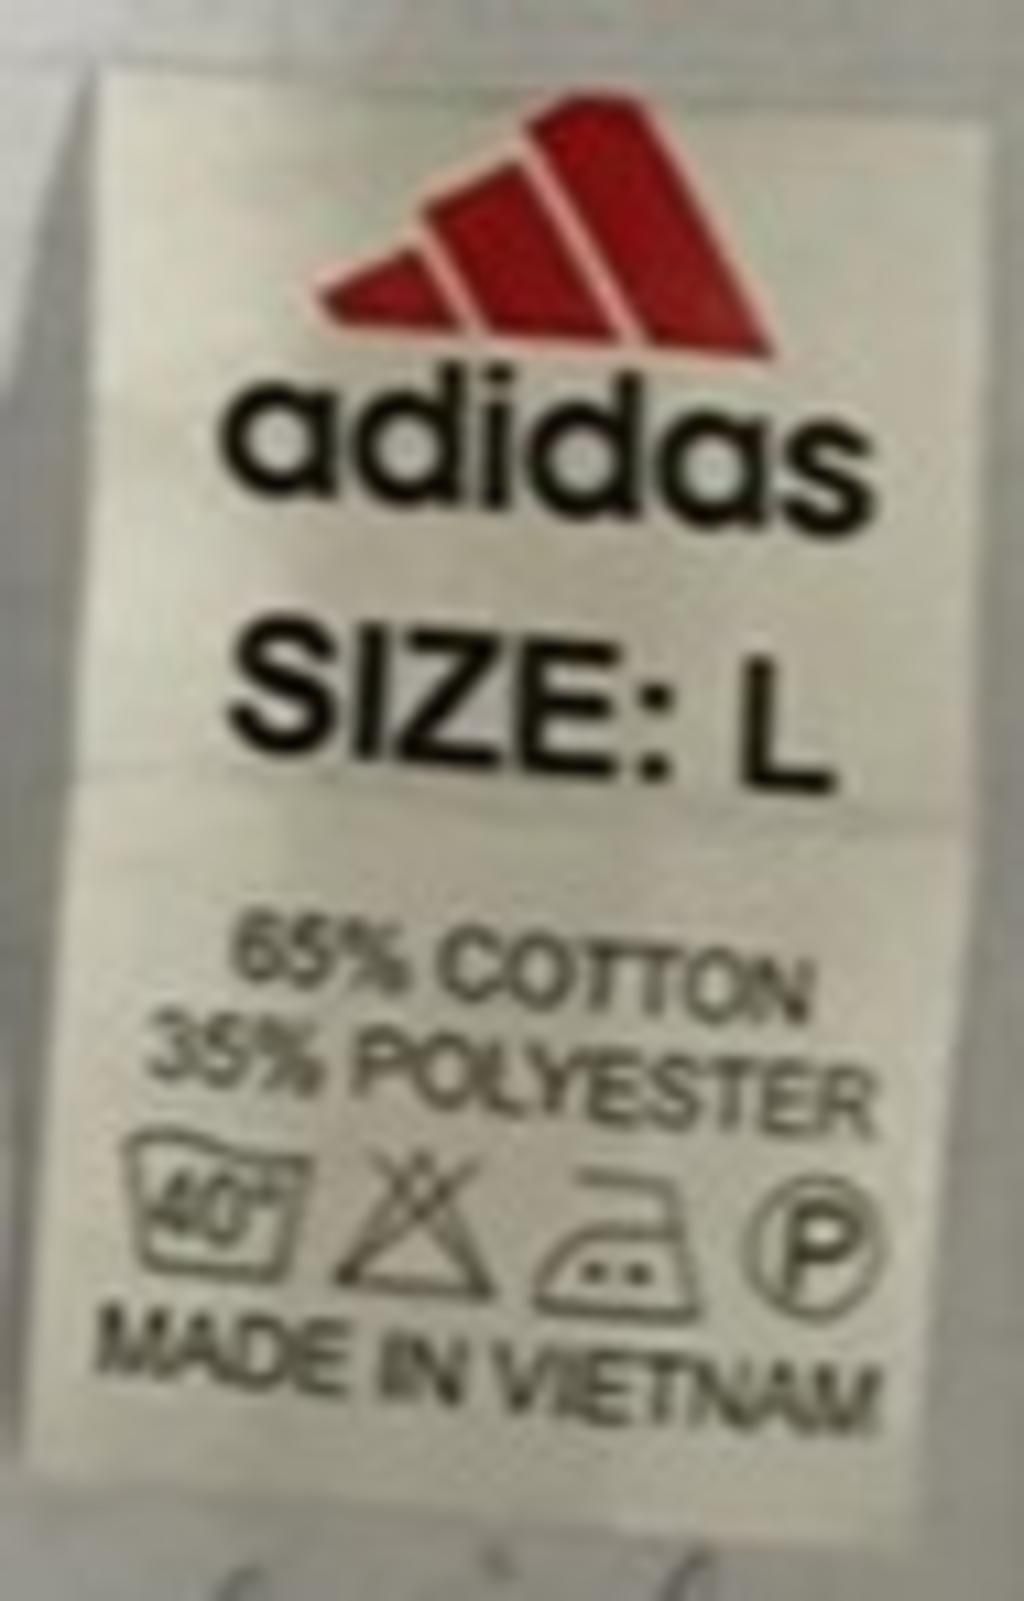 adidas
SIZE: L
65% COTTON
35% POLYESTER
40° P
MADE IN VIETNAM